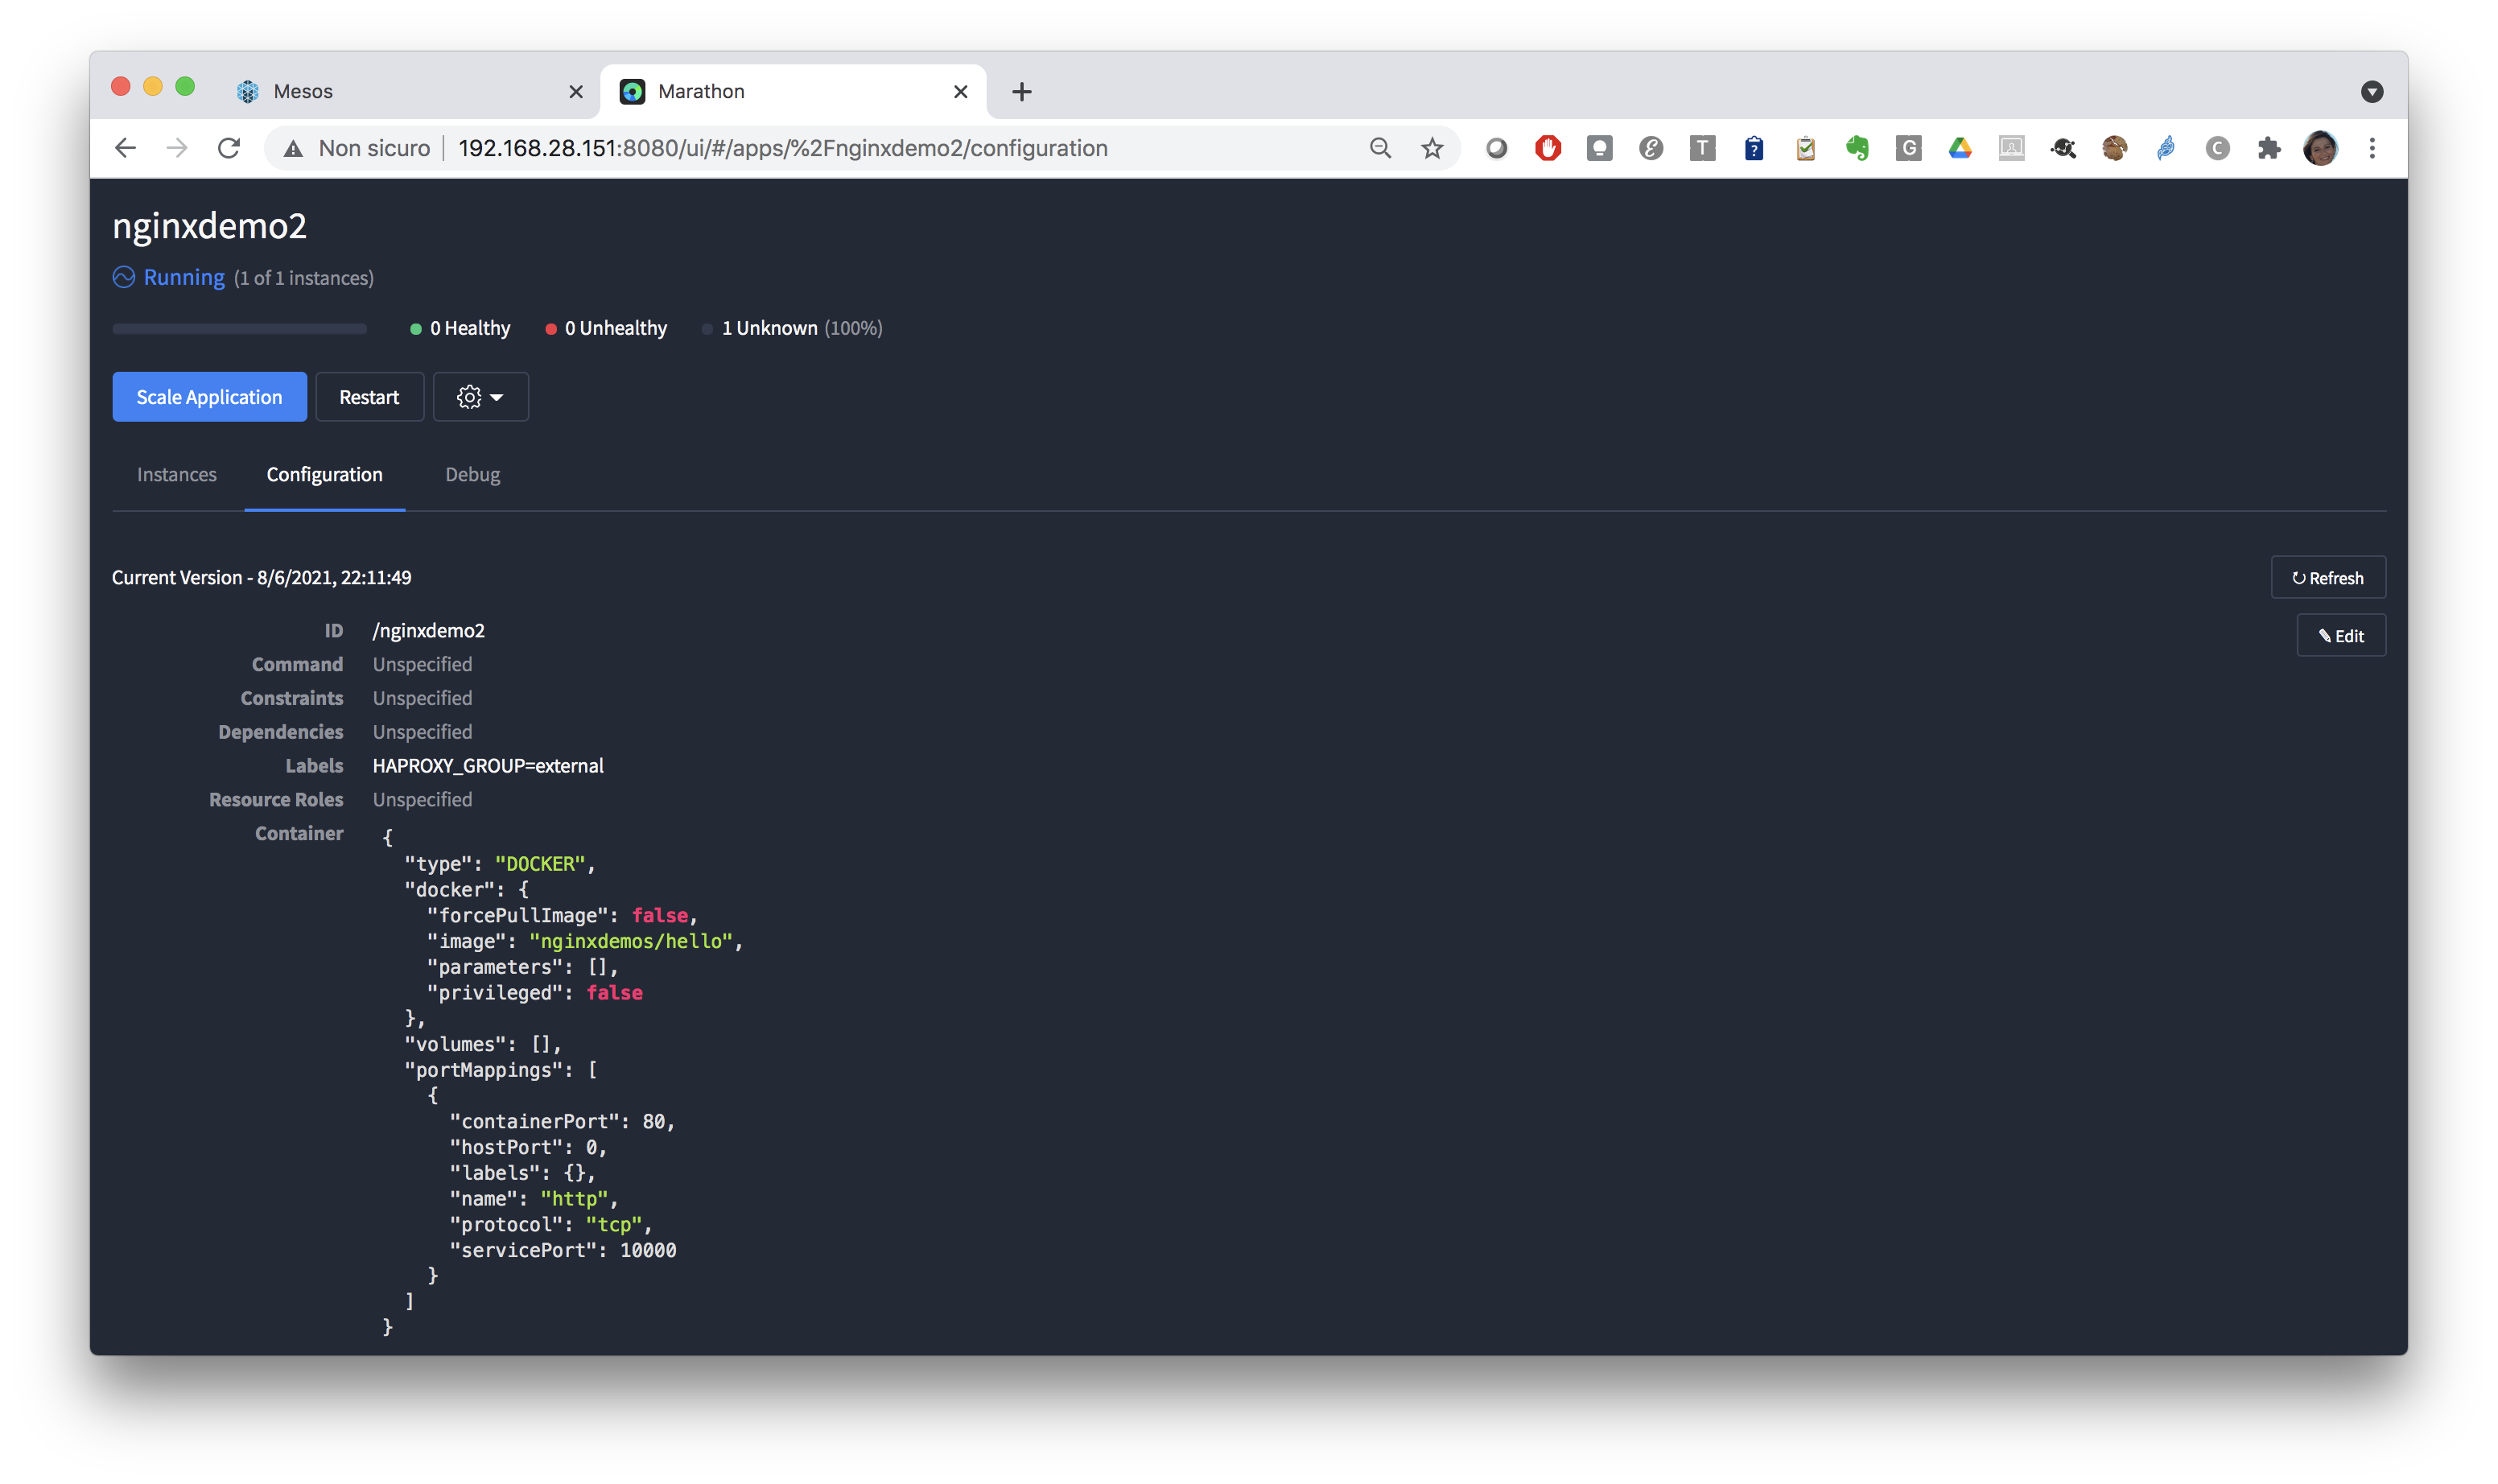 Mesos
Marathon
Non sicuro 192.168.28.151:8080/ui/#/apps/%2Fnginxdemo2/configuration
nginxdemo2
Running (1 of 1 instances)
0 Healthy 0 Unhealthy 1 Unknown (100%)
Scale Application Restart
Instances Configuration Debug
Current Version - 8/6/2021, 22:11:49
Refresh
ID /nginxdemo2
Edit
Command Unspecified
Constraints Unspecified
Dependencies Unspecified
Labels HAPROXY_GROUP=external
Resource Roles Unspecified
Container {
"type": "DOCKER",
"docker": {
"forcePullImage": false,
"image": "nginxdemos/hello",
"parameters": [],
"privileged": false
},
"volumes": [],
"portMappings": [
{
"containerPort": 80,
"hostPort": 0,
"labels": {},
"name": "http",
"protocol": "tcp",
"servicePort": 10000
}
]
}